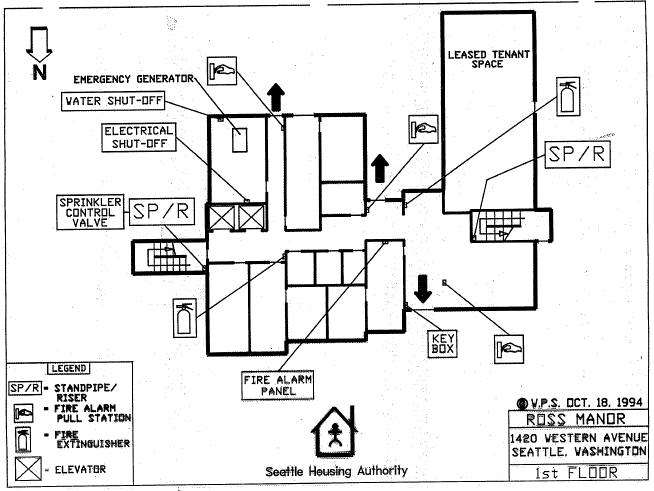 N
LEASED TENANT
SPACE
EMERGENCY GENERATOR
WATER SHUT-OFF
ELECTRICAL
SHUT-OFF
SP/R
SPRINKLER
CONTROL
VALVE
SP/R
KEY
BOX
FIRE ALARM
PANEL
LEGEND
SP/R = STANDPIPE/
RISER
= FIRE ALARM
PULL STATION
= FIRE
EXTINGUISHER
= ELEVATOR
Seattle Housing Authority
@ V.P.S. OCT. 18, 1994
ROSS MANOR
1420 WESTERN AVENUE
SEATTLE, WASHINGTON
1st FLOOR